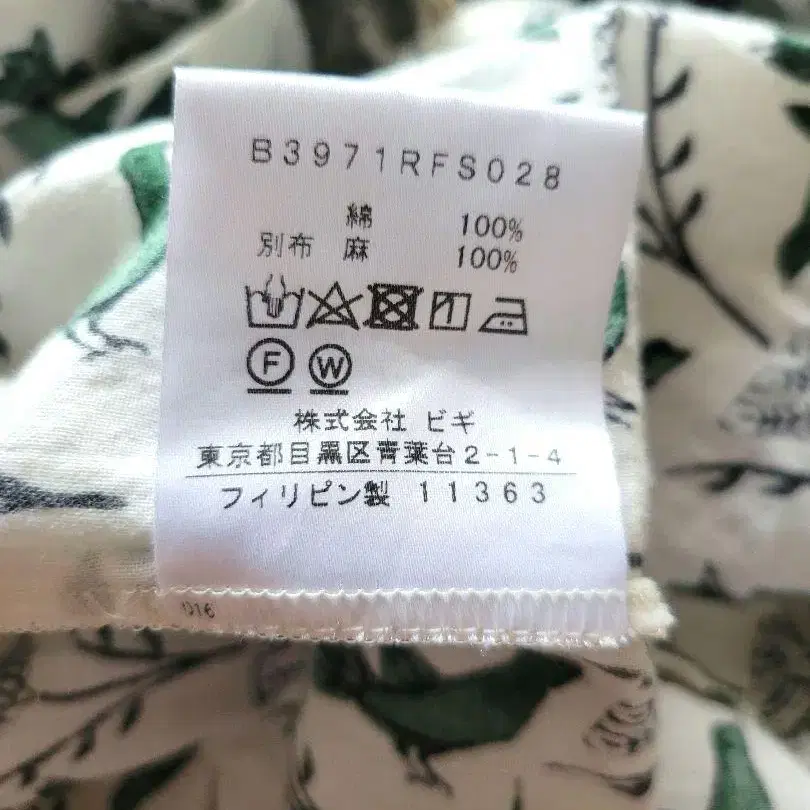 B3971RFS028
綿 100%
別布 麻 100%
F W
株式会社 ビギ
東京都目黒区青葉台2-1-4
フィリピン製 11363
016